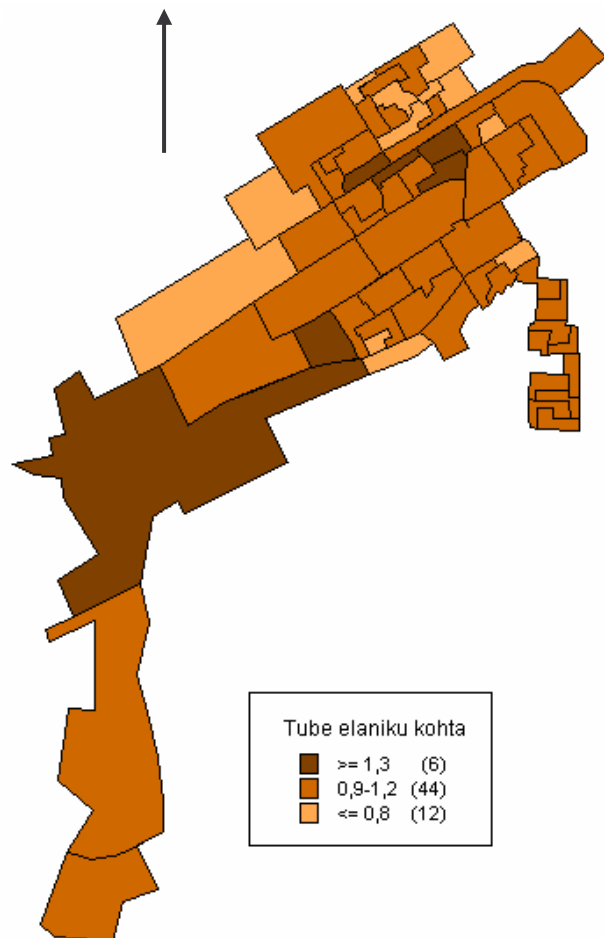 Tube elaniku kohta
>= 1,3 (6)
0,9-1,2 (44)
<= 0,8 (12)